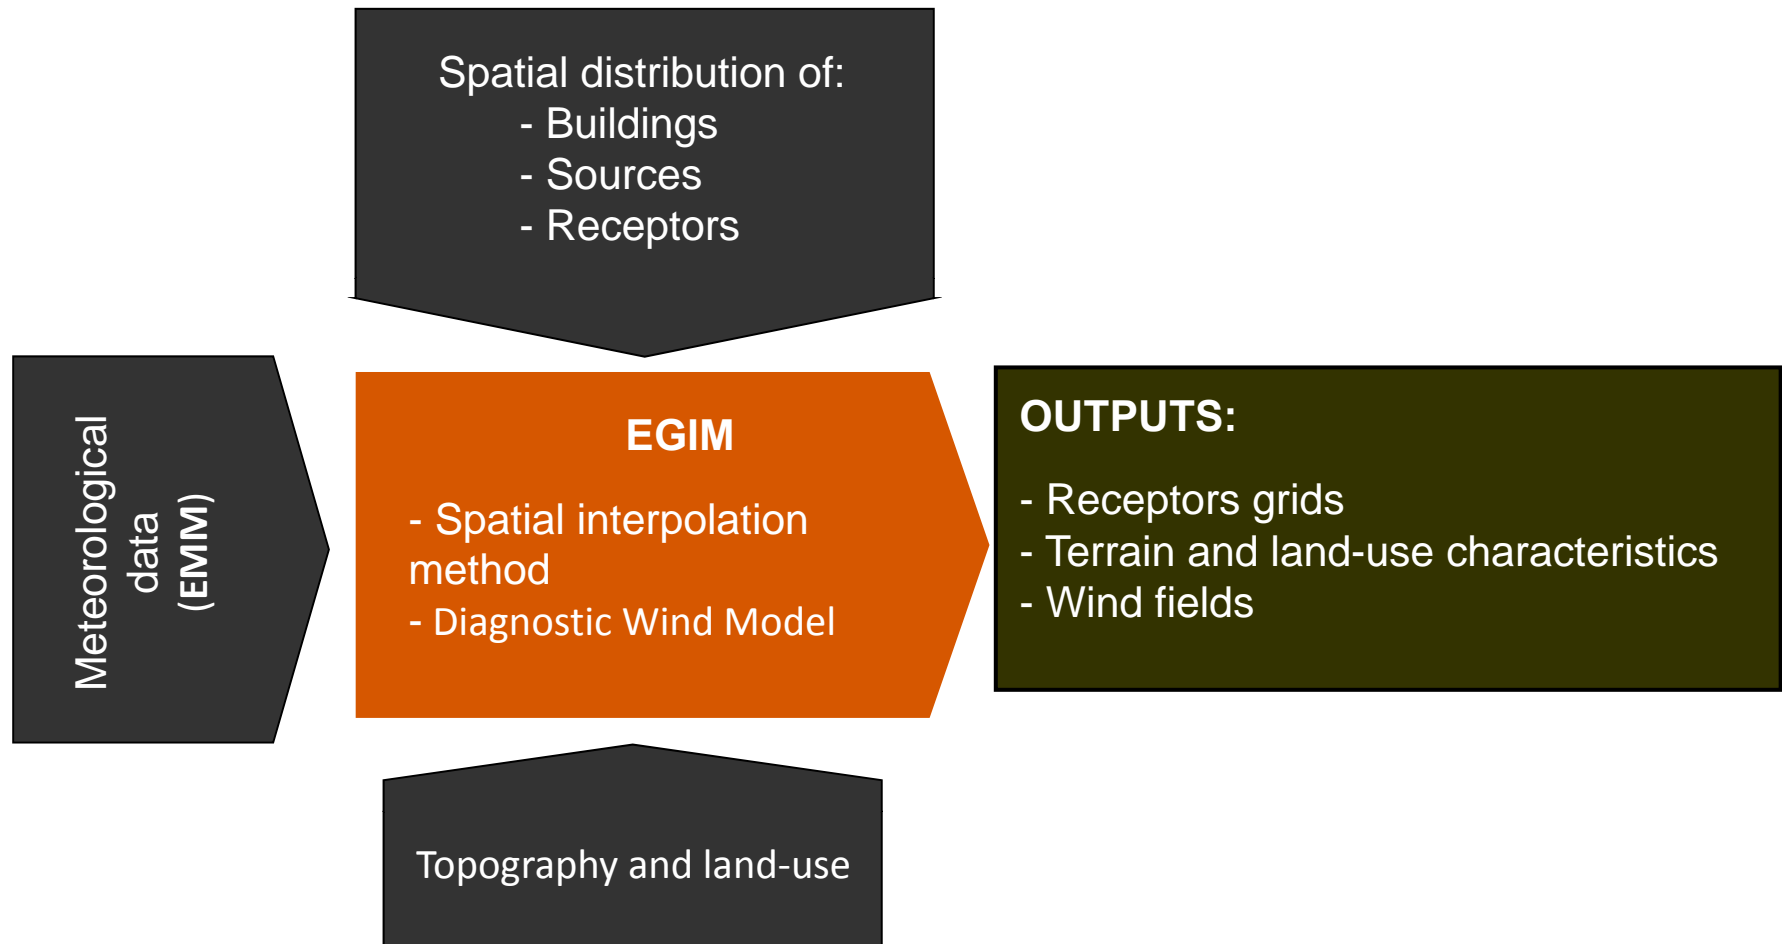 Spatial distribution of:
- Buildings
- Sources
- Receptors
Meteorological
data
(EMM)
EGIM
- Spatial interpolation
method
- Diagnostic Wind Model
OUTPUTS:
- Receptors grids
- Terrain and land-use characteristics
- Wind fields
Topography and land-use